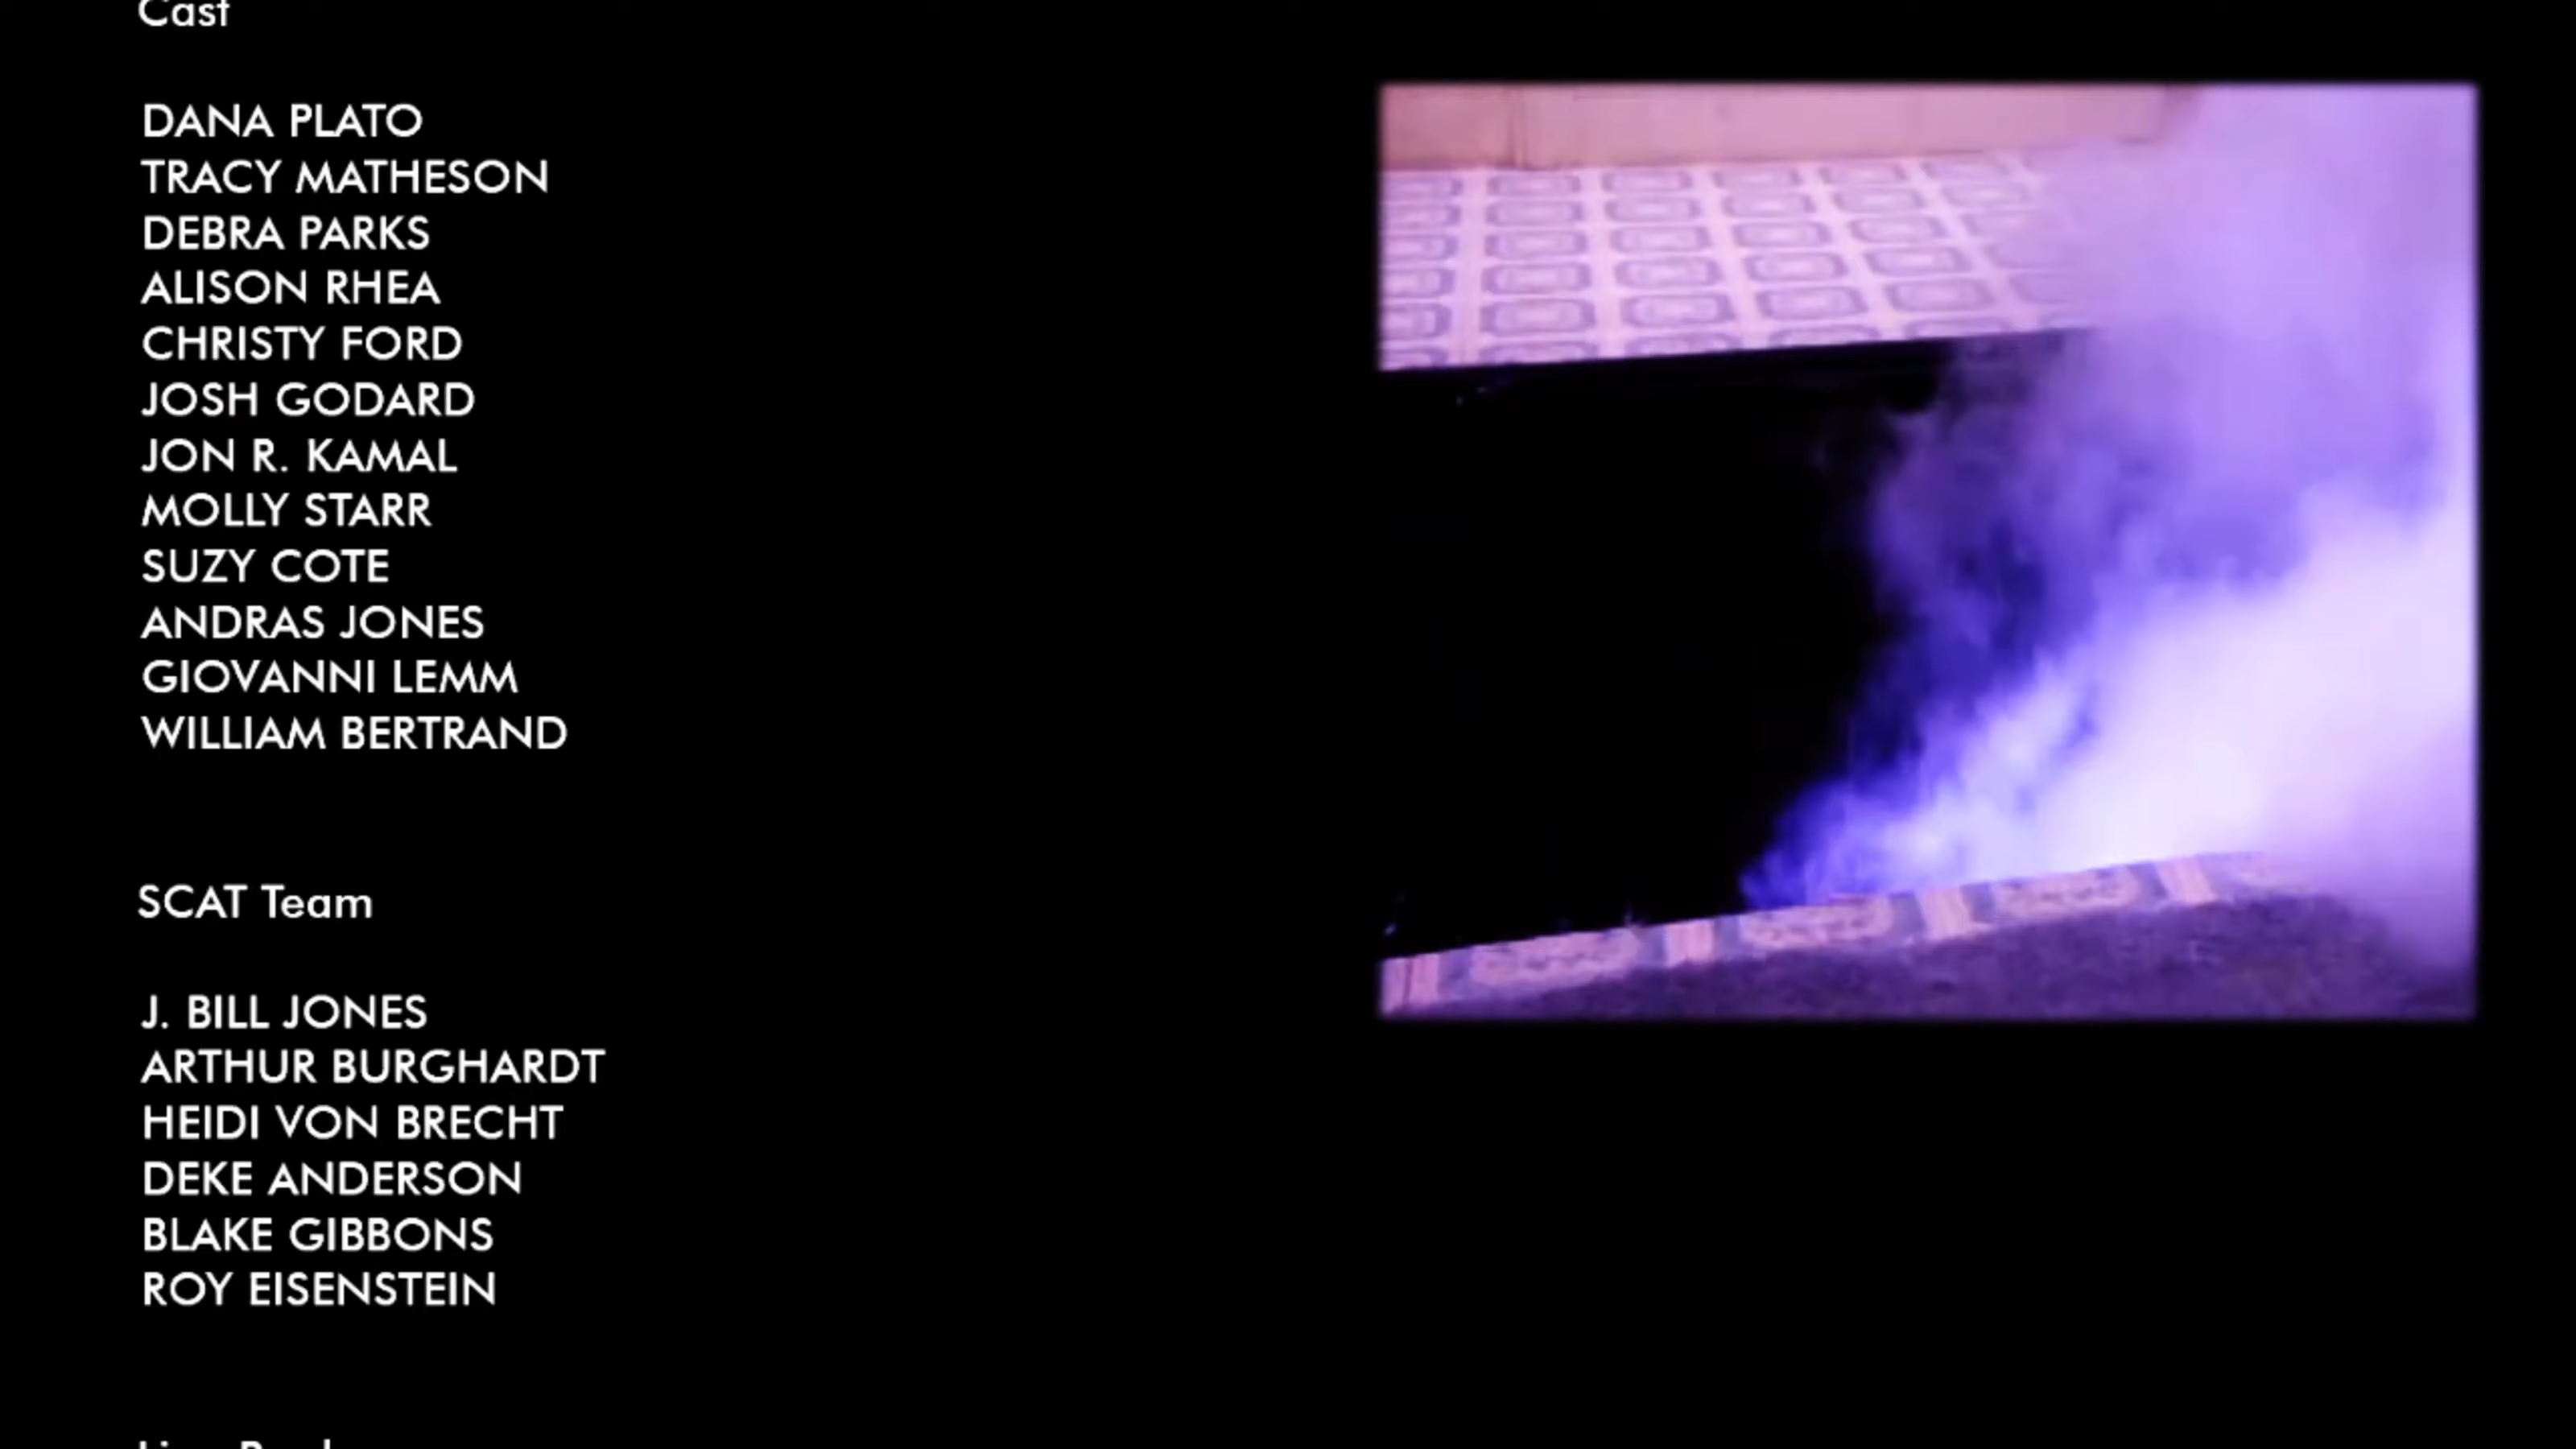 Cast
DANA PLATO
TRACY MATHESON
DEBRA PARKS
ALISON RHEA
CHRISTY FORD
JOSH GODARD
JON R. KAMAL
MOLLY STARR
SUZY COTE
ANDRAS JONES
GIOVANNI LEMM
WILLIAM BERTRAND
SCAT Team
J. BILL JONES
ARTHUR BURGHARDT
HEIDI VON BRECHT
DEKE ANDERSON
BLAKE GIBBONS
ROY EISENSTEIN